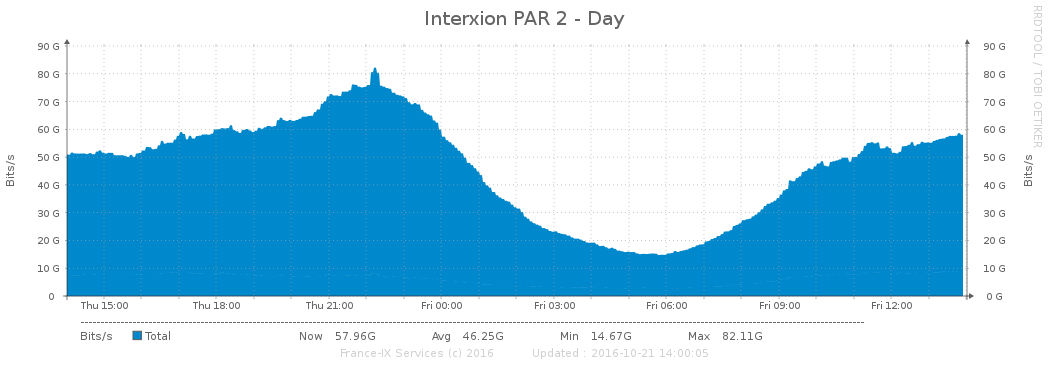 Interxion PAR 2 - Day
RRDTOOL / TOBI OETIKER
90 G 90 G
80 G 80 G
70 G 70 G
60 G 60 G
50 G 50 G
40 G 40 G
30 G 30 G
20 G 20 G
10 G 10 G
0 0 G
Bits/s
Bits/s
Thu 15:00 Thu 18:00 Thu 21:00 Fri 00:00 Fri 03:00 Fri 06:00 Fri 09:00 Fri 12:00
Bits/s Total Now 57.96G Avg 46.25G Min 14.67G Max 82.11G
France-IX Services (c) 2016 Updated : 2016-10-21 14:00:05